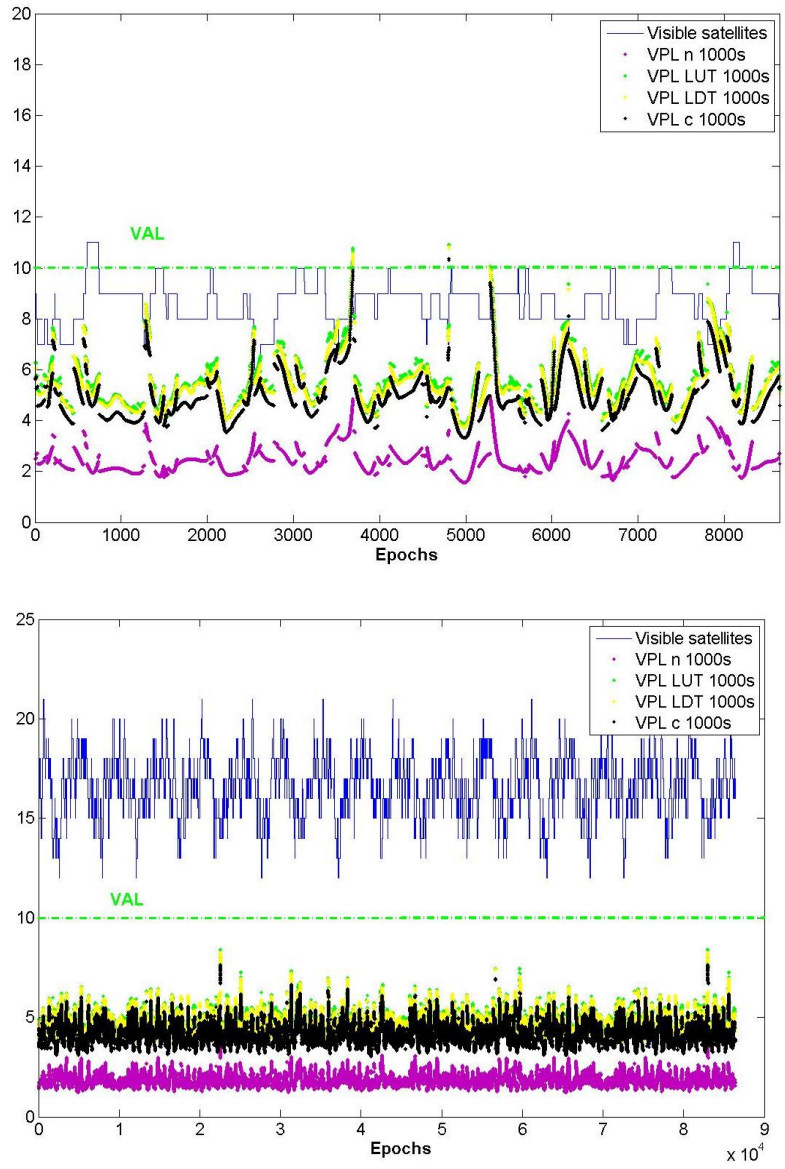 20
18
16
14
12
10
8
6
4
2
0
Visible satellites
VPL n 1000s
VPL LUT 1000s
VPL LDT 1000s
VPL c 1000s
VAL
0 1000 2000 3000 4000 5000 6000 7000 8000
Epochs
25
20
15
10
5
0
Visible satellites
VPL n 1000s
VPL LUT 1000s
VPL LDT 1000s
VPL c 1000s
VAL
0 1 2 3 4 5 6 7 8 9
Epochs
x 10^4